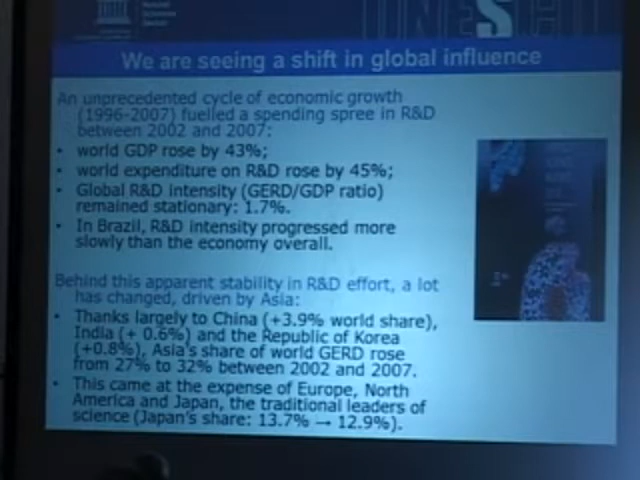 UNESCO
We are seeing a shift in global influence
An unprecedented cycle of economic growth
(1996-2007) fuelled a spending spree in R&D
between 2002 and 2007:
• world GDP rose by 43%;
• world expenditure on R&D rose by 45%;
• Global R&D intensity (GERD/GDP ratio)
remained stationary: 1.7%.
• In Brazil, R&D intensity progressed more
slowly than the economy overall.
Behind this apparent stability in R&D effort, a lot
has changed, driven by Asia:
• Thanks largely to China (+3.9% world share),
India (+ 0.6%) and the Republic of Korea
(+0.8%), Asia's share of world GERD rose
from 27% to 32% between 2002 and 2007.
• This came at the expense of Europe, North
America and Japan, the traditional leaders of
science (Japan's share: 13.7% → 12.9%).